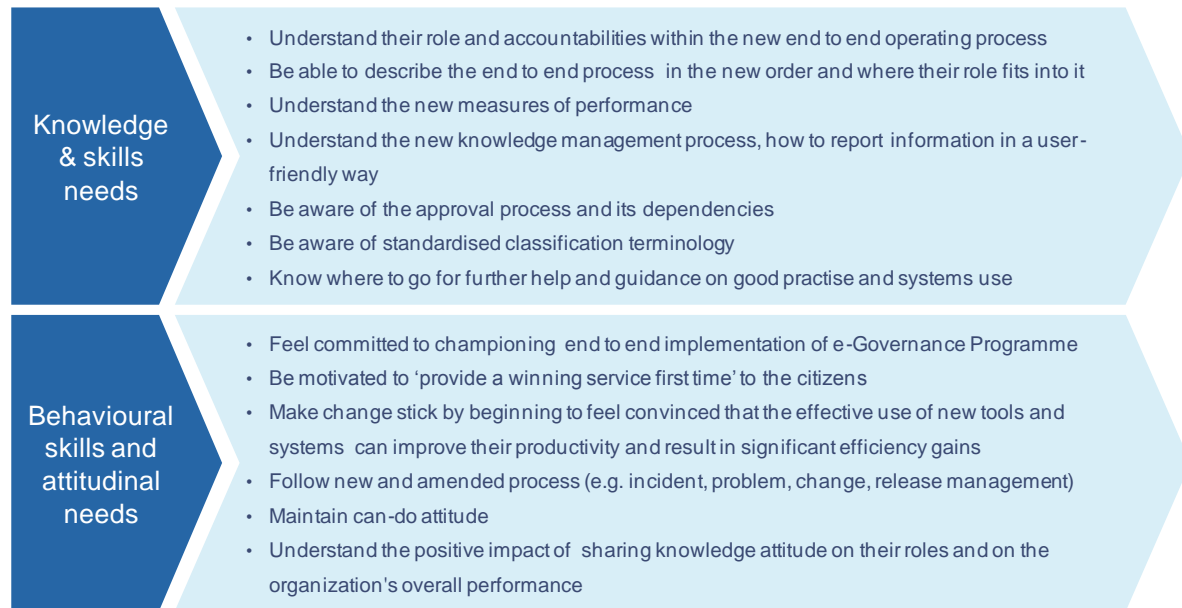 Knowledge
& skills
needs
• Understand their role and accountabilities within the new end to end operating process
• Be able to describe the end to end process in the new order and where their role fits into it
• Understand the new measures of performance
• Understand the new knowledge management process, how to report information in a user-
friendly way
• Be aware of the approval process and its dependencies
• Be aware of standardised classification terminology
• Know where to go for further help and guidance on good practise and systems use
Behavioural
skills and
attitudinal
needs
• Feel committed to championing end to end implementation of e-Governance Programme
• Be motivated to ‘provide a winning service first time’ to the citizens
• Make change stick by beginning to feel convinced that the effective use of new tools and
systems can improve their productivity and result in significant efficiency gains
• Follow new and amended process (e.g. incident, problem, change, release management)
• Maintain can-do attitude
• Understand the positive impact of sharing knowledge attitude on their roles and on the
organization's overall performance